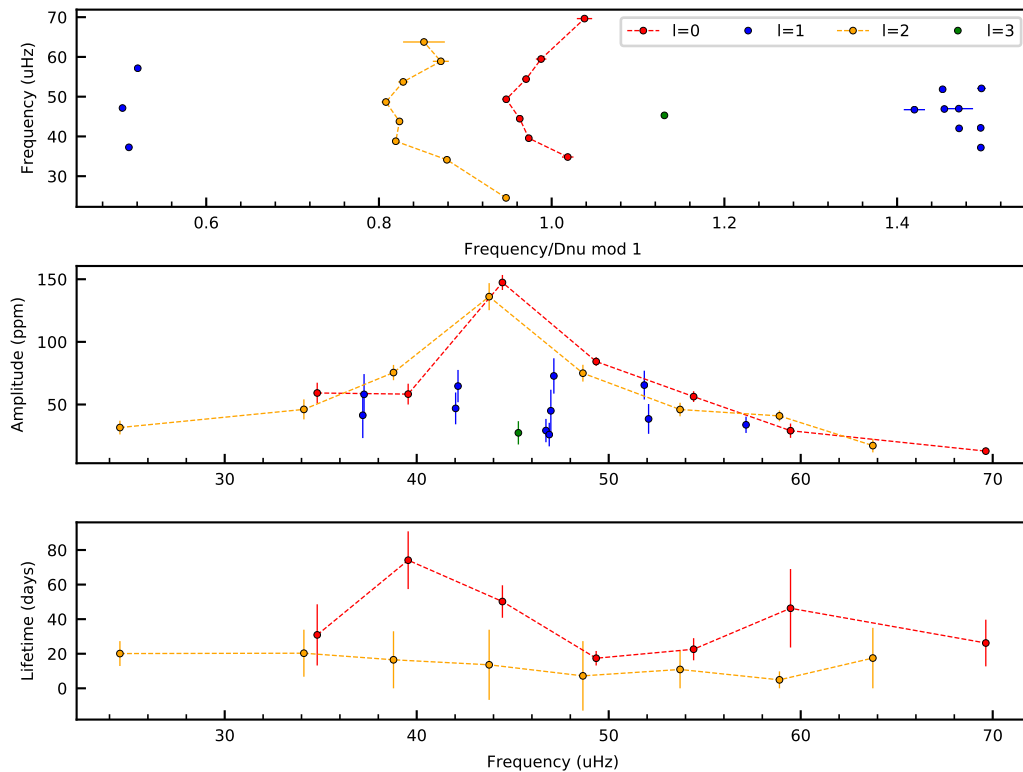 Frequency (uHz)
70
60
50
40
30
l=0 l=1 l=2 l=3
0.6 0.8 1.0 1.2 1.4
Frequency/Dnu mod 1
Amplitude (ppm)
150
100
50
30 40 50 60 70
Lifetime (days)
80
60
40
20
0
30 40 50 60 70
Frequency (uHz)